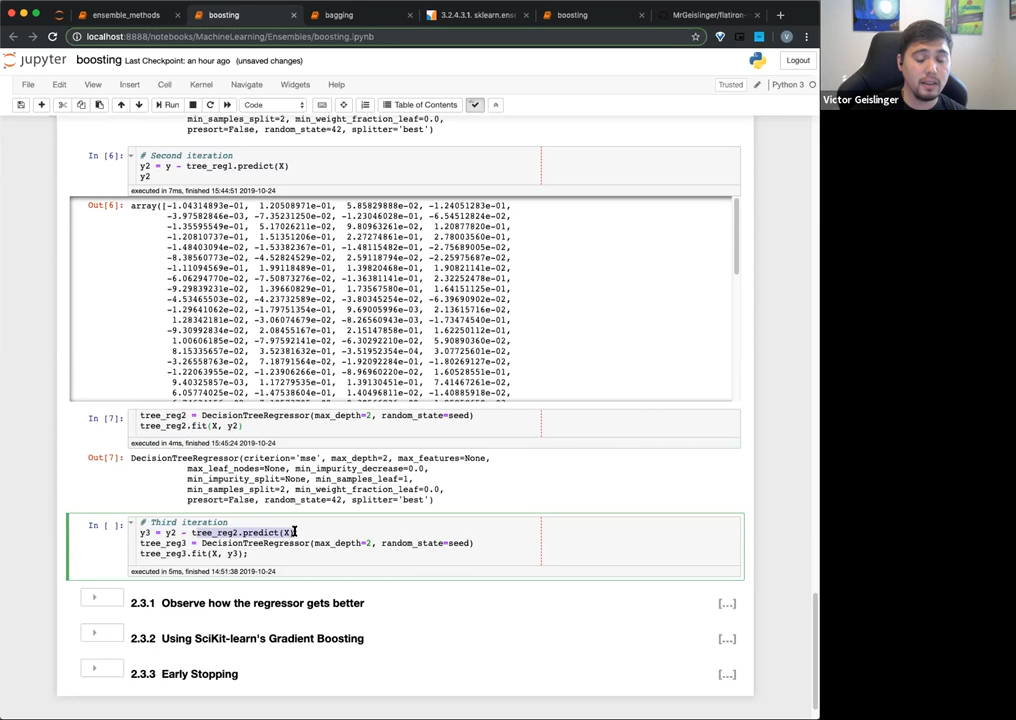 ensemble_methods
boosting
bagging
3.2.4.3.1. sklearn.ens
boosting
MrGeislinger/flatiron-
localhost:8888/notebooks/MachineLearning/Ensembles/boosting.ipynb
V
jupyter boosting Last Checkpoint: an hour ago (unsaved changes)
Logout
Victor Geislinger
File Edit View Insert Cell Kernel Navigate Widgets Help
Trusted
Python 3
Run
Code
Table of Contents
min_samples_split=2, min_weight_fraction_leaf=0.0,
presort=False, random_state=42, splitter='best')
In [6]: # Second iteration
y2 = y - tree_reg1.predict(X)
y2
executed in 7ms, finished 15:44:51 2019-10-24
Out[6]: array([-1.04314893e-01, 1.20508971e-01, 5.85829888e-02, -1.24051283e-01,
-3.97582846e-03, -7.35231250e-02, -1.23046028e-01, -6.54512824e-02,
-1.35595549e-01, 5.17026211e-02, 9.80963261e-02, 1.20877820e-01,
-1.20810737e-01, 1.51351206e-01, 2.27274861e-01, 2.78003560e-01,
-1.48403094e-01, -1.53382367e-01, -1.48115482e-01, -2.75689005e-02,
-8.38560771e-02, -4.52824529e-02, 2.59118794e-02, -2.25975687e-02,
-1.11094569e-01, 1.99118489e-01, 1.39820468e-01, 1.90821141e-02,
-6.06294770e-02, -7.50873276e-02, -1.36381141e-02, 2.32252478e-01,
-9.29839231e-02, 1.39660829e-01, 1.73567580e-01, 1.64151125e-01,
-4.53465503e-02, -4.23732589e-02, -3.80345254e-02, -6.39690902e-02,
-1.29641062e-01, -1.79751354e-01, 9.69005996e-03, 2.13615716e-02,
1.28342181e-02, -3.06074679e-02, -8.26560943e-03, -1.73474540e-01,
-9.30992834e-02, 2.08455167e-01, 2.15147858e-01, 1.62250112e-01,
1.00606185e-02, -7.97592141e-02, -6.30292210e-02, 5.90890360e-02,
8.15335657e-02, 3.52381632e-01, -3.51952354e-04, 3.07725601e-02,
-3.26558763e-02, 7.18791564e-02, -1.92092284e-01, -1.80269127e-02,
-1.22063955e-02, -1.23906266e-01, -8.96960220e-02, 1.60528551e-01,
9.40325857e-03, 1.17279535e-01, 1.39130451e-01, 7.41467261e-02,
6.05774025e-02, -1.47538604e-01, 1.40496811e-02, -1.40885918e-02,
In [7]: tree_reg2 = DecisionTreeRegressor(max_depth=2, random_state=seed)
tree_reg2.fit(X, y2)
executed in 4ms, finished 15:45:24 2019-10-24
Out[7]: DecisionTreeRegressor(criterion='mse', max_depth=2, max_features=None,
max_leaf_nodes=None, min_impurity_decrease=0.0,
min_impurity_split=None, min_samples_leaf=1,
min_samples_split=2, min_weight_fraction_leaf=0.0,
presort=False, random_state=42, splitter='best')
In [ ]: # Third iteration
y3 = y2 - tree_reg2.predict(X)
tree_reg3 = DecisionTreeRegressor(max_depth=2, random_state=seed)
tree_reg3.fit(X, y3);
executed in 5ms, finished 14:51:38 2019-10-24
2.3.1 Observe how the regressor gets better
[...]
2.3.2 Using SciKit-learn's Gradient Boosting
[...]
2.3.3 Early Stopping
[...]